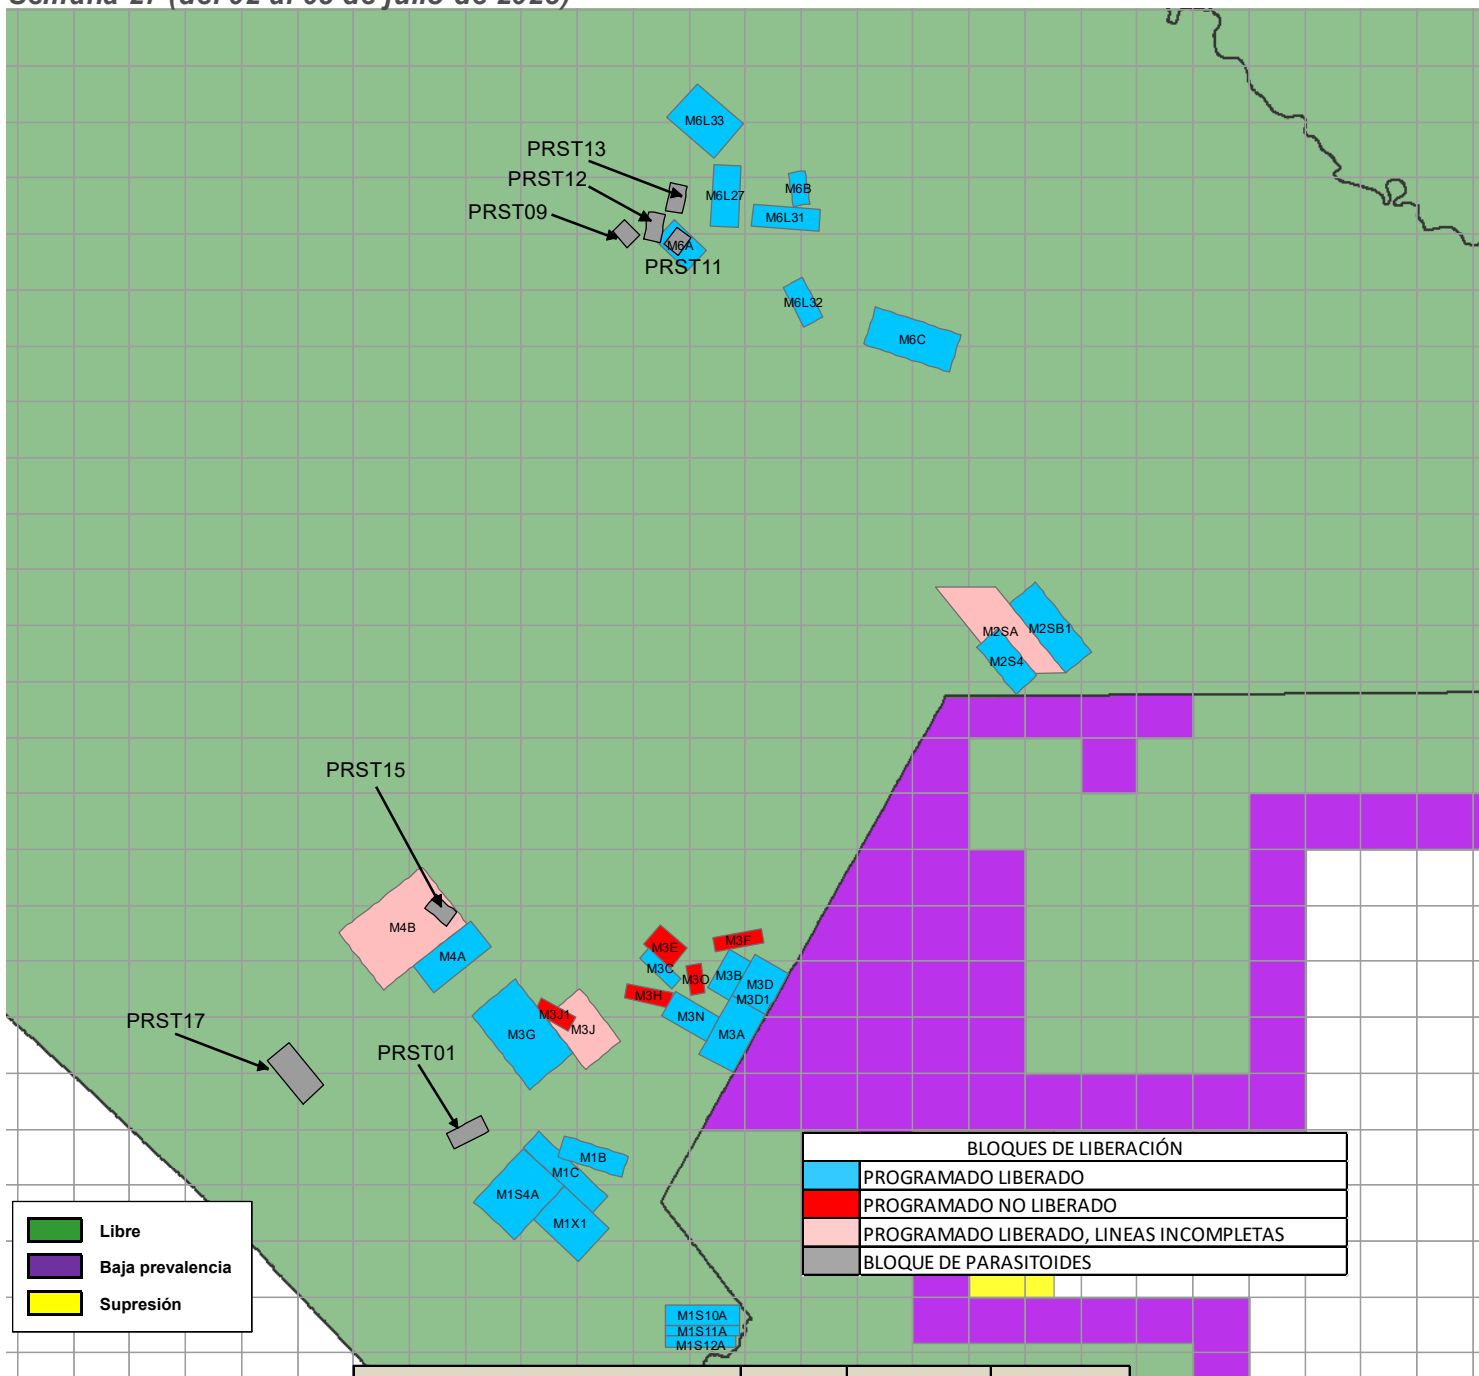 M6L33
PRST13
PRST12
PRST09
M6L27
M6B
M6L31
M6A
PRST11
M6L32
M6C
M2SA
M2SB1
M2S4
PRST15
M4B
M4A
M3E
M3F
M3C
M3O
M3B
M3D
M3H
M3D1
M3N
M3A
M3J1
M3J
M3G
PRST17
PRST01
M1B
M1C
M1S4A
M1X1
M1S10A
M1S11A
M1S12A
BLOQUES DE LIBERACIÓN
PROGRAMADO LIBERADO
PROGRAMADO NO LIBERADO
PROGRAMADO LIBERADO, LINEAS INCOMPLETAS
BLOQUE DE PARASITOIDES
Libre
Baja prevalencia
Supresión